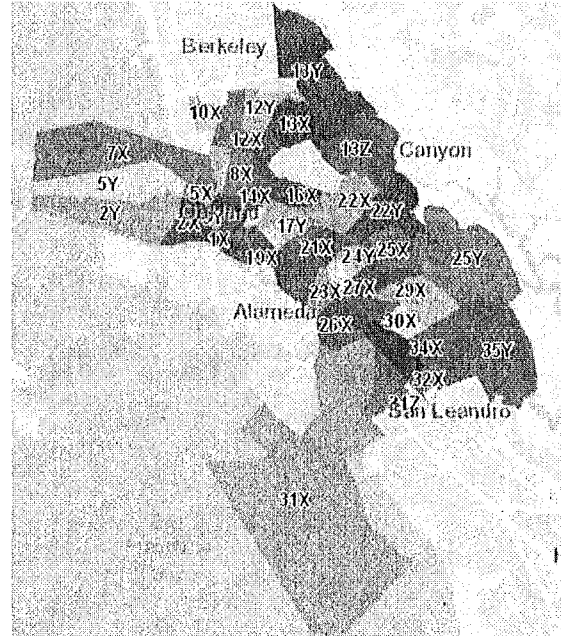 Berkeley
13Y
10X
12Y
13X
12X
13Z
Canyon
7X
8X
5Y
5X
14X
16X
22X
2Y
22Y
17Y
2X
1X
21X
25X
24Y
25Y
19X
23X
27X
29X
Alameda
26X
30X
34X
35Y
32X
31Z
San Leandro
31X